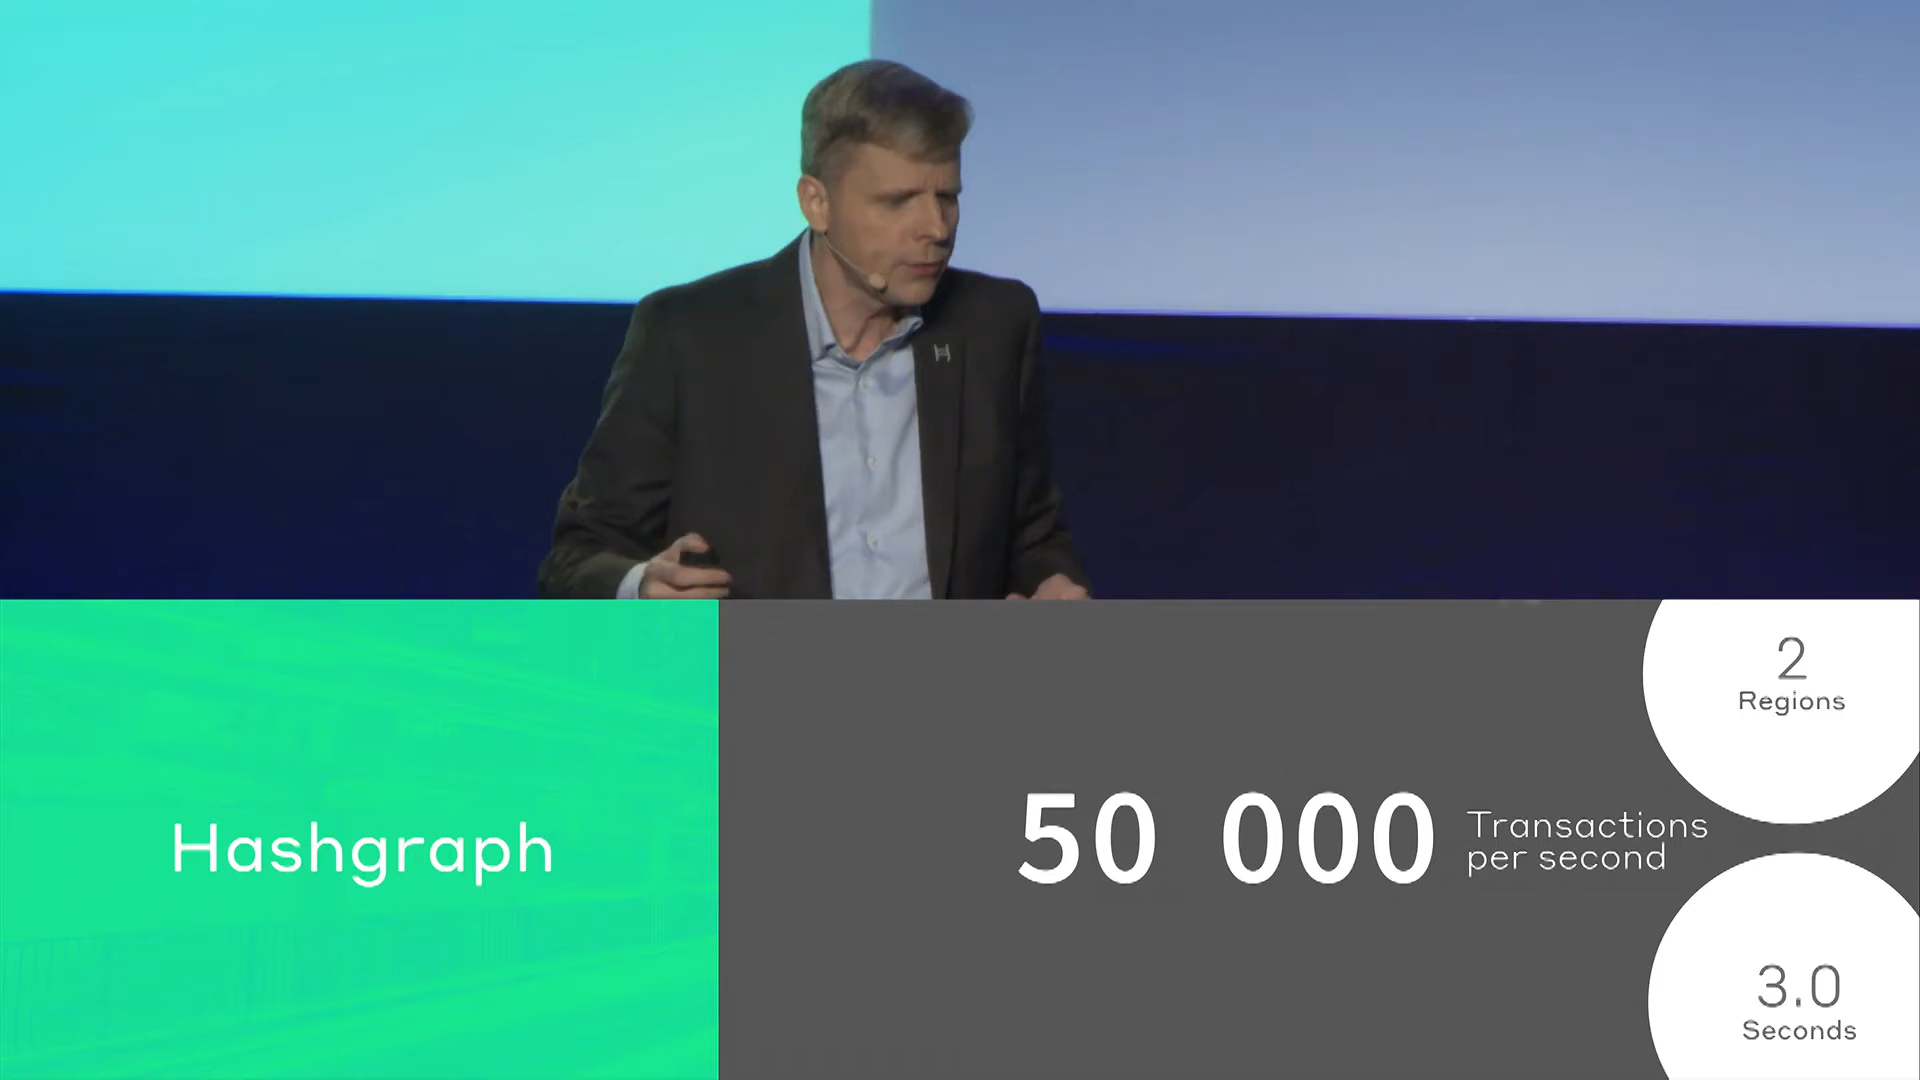 2
Regions
Hashgraph
50 000
Transactions
per second
3.0
Seconds